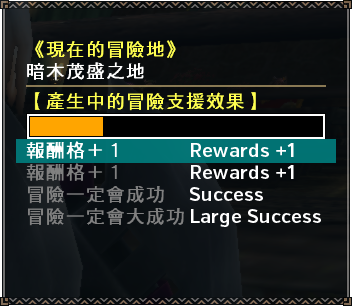 《現在的冒險地》
暗木茂盛之地
【產生中的冒險支援效果】
報酬格＋1 Rewards +1
報酬格＋1 Rewards +1
冒險一定會成功 Success
冒險一定會大成功 Large Success